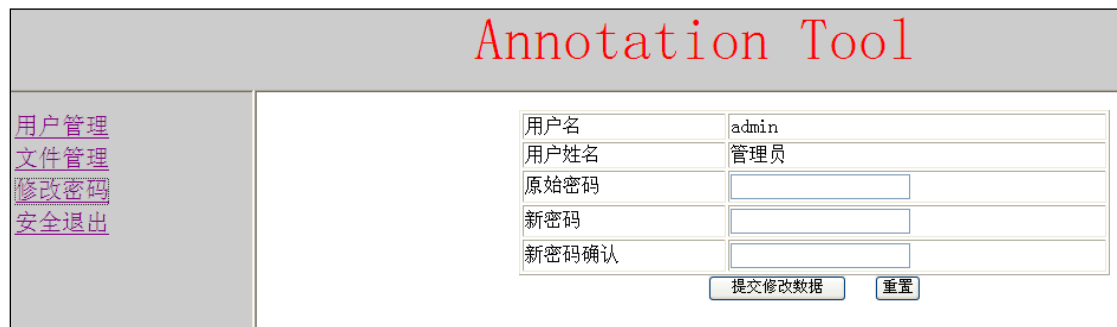 Annotation Tool
用户管理
文件管理
修改密码
安全退出
用户名 admin
用户姓名 管理员
原始密码
新密码
新密码确认
提交修改数据 重置